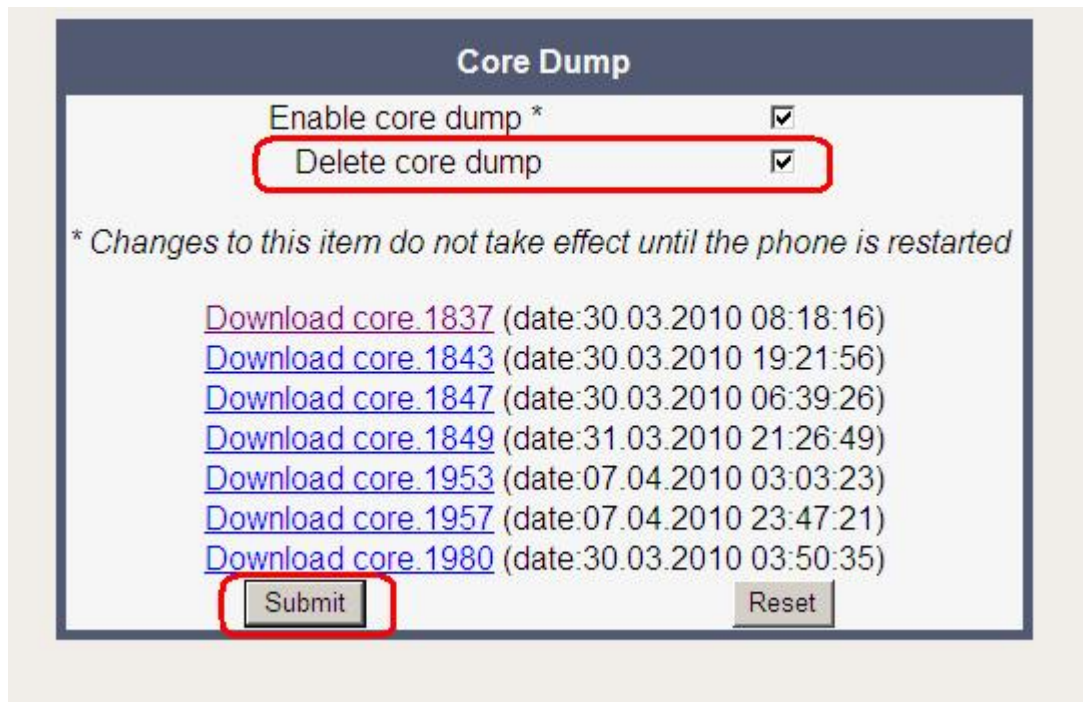 Core Dump
Enable core dump *
Delete core dump
* Changes to this item do not take effect until the phone is restarted
Download core.1837 (date:30.03.2010 08:18:16)
Download core.1843 (date:30.03.2010 19:21:56)
Download core.1847 (date:30.03.2010 06:39:26)
Download core.1849 (date:31.03.2010 21:26:49)
Download core.1953 (date:07.04.2010 03:03:23)
Download core.1957 (date:07.04.2010 23:47:21)
Download core.1980 (date:30.03.2010 03:50:35)
Submit Reset